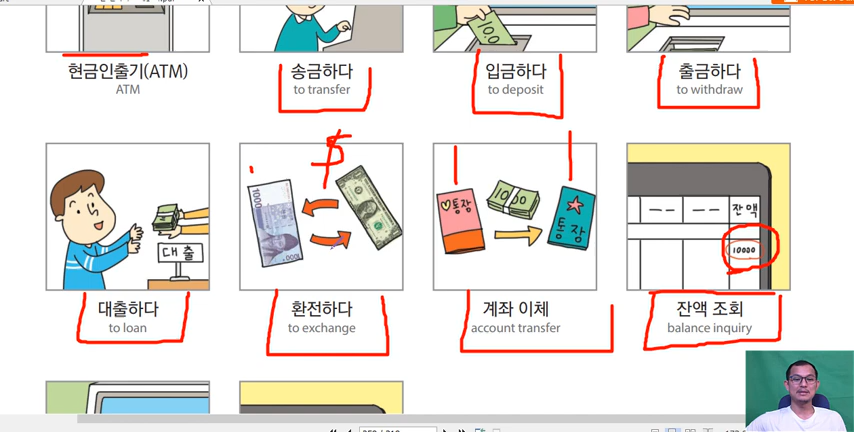 현금인출기(ATM)
ATM
송금하다
to transfer
입금하다
to deposit
출금하다
to withdraw
$
대출
1000
1000
통장
10 00
통장
잔액
10000
대출하다
to loan
환전하다
to exchange
계좌 이체
account transfer
잔액 조회
balance inquiry